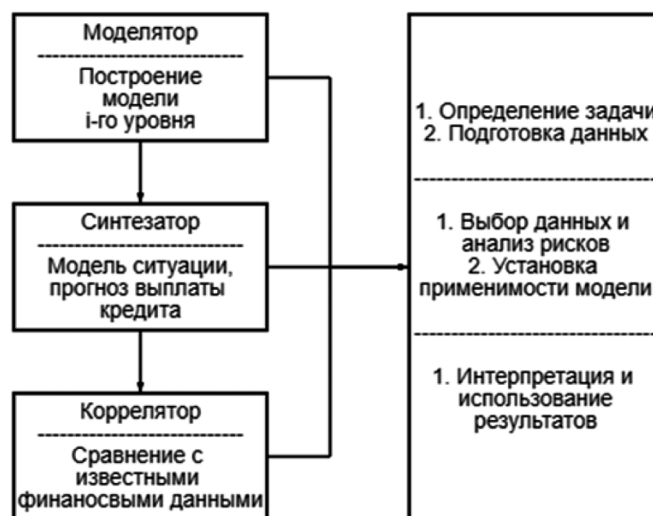 Моделятор
Построение
модели
i-го уровня
Синтезатор
Модель ситуации,
прогноз выплаты
кредита
Коррелятор
Сравнение с
известными
финаносвыми данными
1. Определение задачи
2. Подготовка данных
1. Выбор данных и
анализ рисков
2. Установка
применимости модели
1. Интерпретация и
использование
результатов